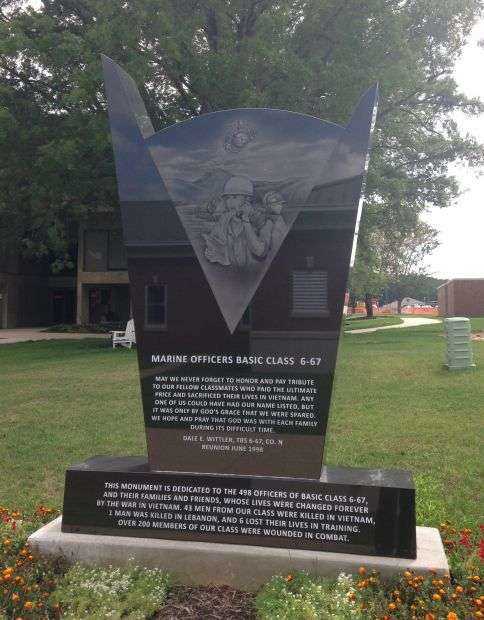 MARINE OFFICERS BASIC CLASS 6-67
MAY WE NEVER FORGET TO HONOR AND PAY TRIBUTE
TO OUR FELLOW CLASSMATES WHO PAID THE ULTIMATE
PRICE AND SACRIFICED THEIR LIVES IN VIETNAM. ANY
ONE OF US COULD HAVE HAD OUR NAME LISTED, BUT
IT WAS ONLY BY GOD'S GRACE THAT WE WERE SPARED.
WE HOPE AND PRAY THAT GOD WAS WITH EACH FAMILY
DURING ITS DIFFICULT TIME.
DALE E. WITTLER, TBS 6-67, CO. N
REUNION JUNE 1998
THIS MONUMENT IS DEDICATED TO THE 498 OFFICERS OF BASIC CLASS 6-67,
AND THEIR FAMILIES AND FRIENDS, WHOSE LIVES WERE CHANGED FOREVER
BY THE WAR IN VIETNAM. 43 MEN FROM OUR CLASS WERE KILLED IN VIETNAM,
1 MAN WAS KILLED IN LEBANON, AND 6 LOST THEIR LIVES IN TRAINING.
OVER 200 MEMBERS OF OUR CLASS WERE WOUNDED IN COMBAT.